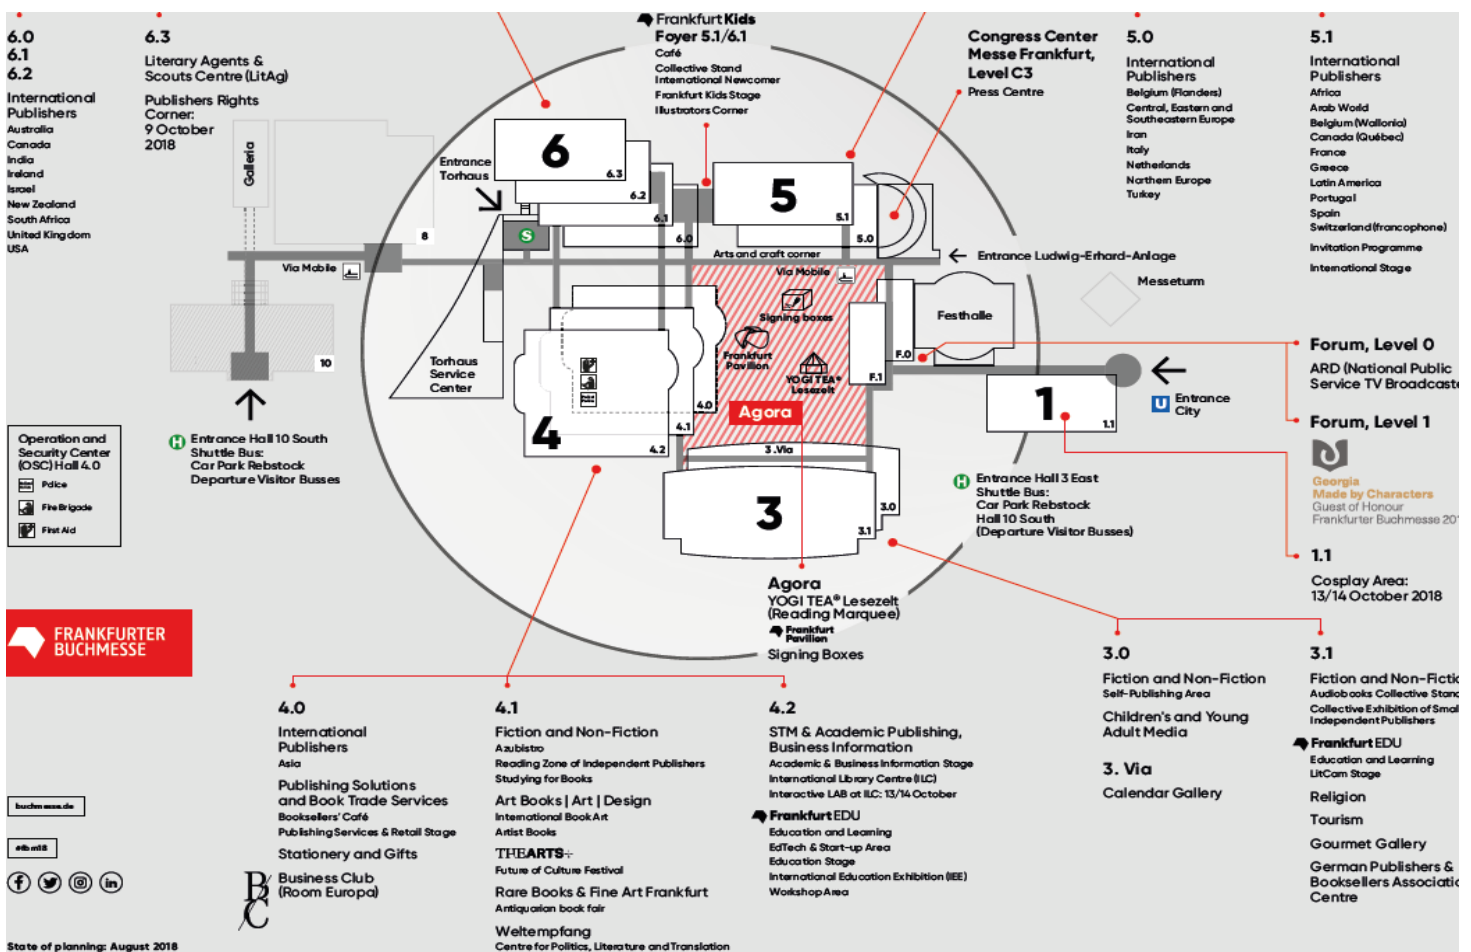 6.0
6.1
6.2
International
Publishers
Australia
Canada
India
Ireland
Israel
New Zealand
South Africa
United Kingdom
USA
6.3
Literary Agents &
Scouts Centre (LitAg)
Publishers Rights
Corner:
9 October
2018
Frankfurt Kids
Foyer 5.1/6.1
Café
Collective Stand
International Newcomer
Frankfurt Kids Stage
Illustrators Corner
Congress Center
Messe Frankfurt,
Level C3
Press Centre
5.0
International
Publishers
Belgium (Flanders)
Central, Eastern and
Southeastern Europe
Iran
Italy
Netherlands
Northern Europe
Turkey
5.1
International
Publishers
Africa
Arab World
Belgium (Wallonia)
Canada (Québec)
France
Greece
Latin America
Portugal
Spain
Switzerland (francophone)
Invitation Programme
International Stage
Galleria
Entrance
Torhaus
6
6.3
6.2
6.1
6.0
5
5.1
5.0
S
8
Via Mobile
Arts and craft corner
Via Mobile
Entrance Ludwig-Erhard-Anlage
Messeturm
Signing boxes
Frankfurt
Pavilion
YOGI TEA®
Lesezelt
Festhalle
F.0
F.1
10
Torhaus
Service
Center
4
4.0
4.1
4.2
Agora
3.Via
3
3.0
3.1
1
1.1
U Entrance
City
Forum, Level 0
ARD (National Public
Service TV Broadcaste
Forum, Level 1
Georgia
Made by Characters
Guest of Honour
Frankfurter Buchmesse 201
1.1
Cosplay Area:
13/14 October 2018
H Entrance Hall 10 South
Shuttle Bus:
Car Park Rebstock
Departure Visitor Busses
H Entrance Hall 3 East
Shuttle Bus:
Car Park Rebstock
Hall 10 South
(Departure Visitor Busses)
Operation and
Security Center
(OSC) Hall 4.0
Police
Fire Brigade
First Aid
Agora
YOGI TEA® Lesezelt
(Reading Marquee)
Frankfurt
Pavilion
Signing Boxes
FRANKFURTER
BUCHMESSE
buchmesse.de
#fbm18
State of planning: August 2018
4.0
International
Publishers
Asia
Publishing Solutions
and Book Trade Services
Booksellers' Café
Publishing Services & Retail Stage
Stationery and Gifts
B/C
Business Club
(Room Europa)
4.1
Fiction and Non-Fiction
Azubistro
Reading Zone of Independent Publishers
Studying for Books
Art Books | Art | Design
International Book Art
Artist Books
THEARTS+
Future of Culture Festival
Rare Books & Fine Art Frankfurt
Antiquarian book fair
Weltempfang
Centre for Politics, Literature and Translation
4.2
STM & Academic Publishing,
Business Information
Academic & Business Information Stage
International Library Centre (ILC)
Interactive LAB at ILC: 13/14 October
Frankfurt EDU
Education and Learning
EdTech & Start-up Area
Education Stage
International Education Exhibition (IEE)
Workshop Area
3.0
Fiction and Non-Fiction
Self-Publishing Area
Children's and Young
Adult Media
3. Via
Calendar Gallery
3.1
Fiction and Non-Fictio
Audiobooks Collective Stand
Collective Exhibition of Smal
Independent Publishers
Frankfurt EDU
Education and Learning
LitCam Stage
Religion
Tourism
Gourmet Gallery
German Publishers &
Booksellers Associatio
Centre